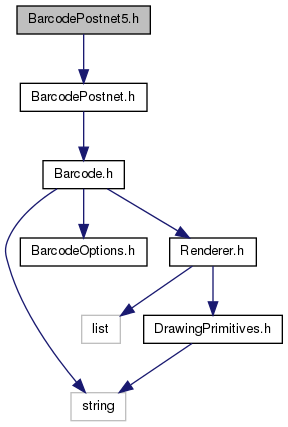 BarcodePostnet5.h
BarcodePostnet.h
Barcode.h
BarcodeOptions.h
Renderer.h
list
DrawingPrimitives.h
string